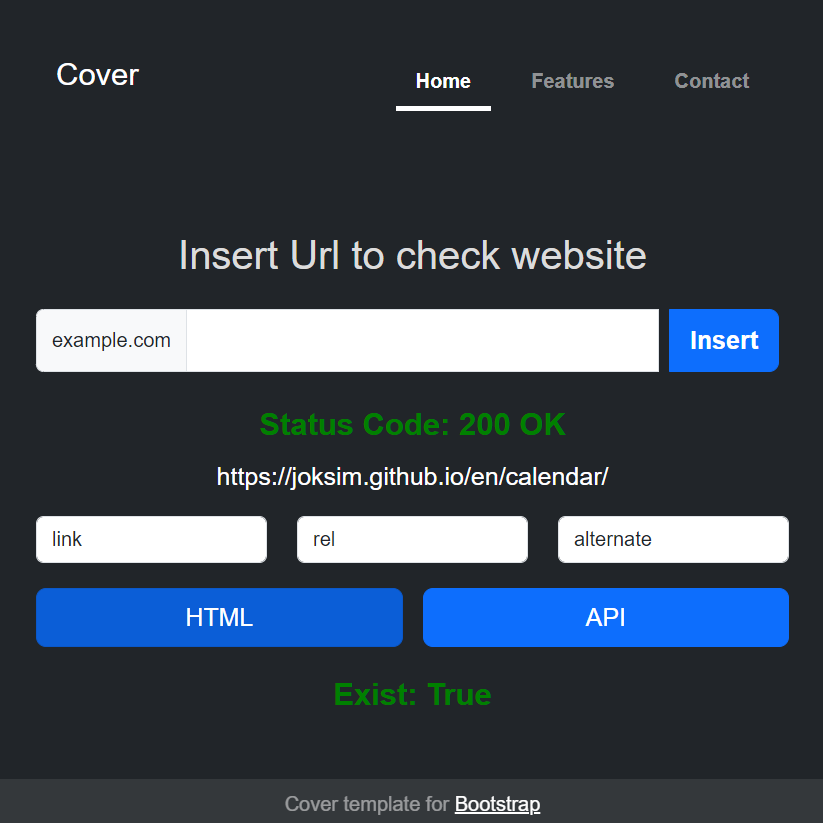 Cover
Home Features Contact
Insert Url to check website
example.com Insert
Status Code: 200 OK
https://joksim.github.io/en/calendar/
link rel alternate
HTML API
Exist: True
Cover template for Bootstrap